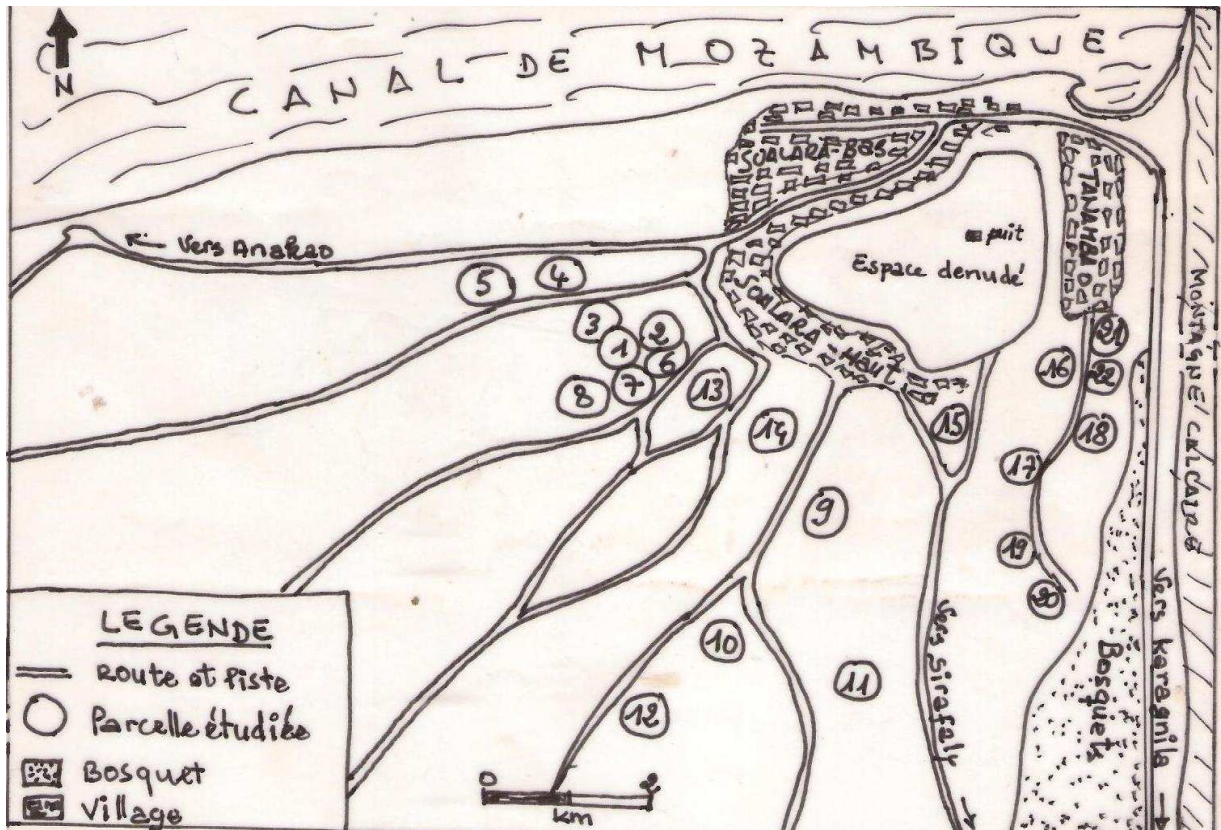 N
CANAL DE MOZAMBIQUE
SOALARA-BAS
TANAMBAO
puit
Vers Anakao
Espace denudé
MONTAGNE CALCAIRE
5
4
SOALARA-Haut
3
2
1
6
21
16
22
7
13
8
14
15
18
17
9
19
20
Vers Karegnila
Vers Sirafaly
Bosquets
10
11
12
LEGENDE
Route et Piste
Parcelle étudiée
Bosquet
Village
0 2
km